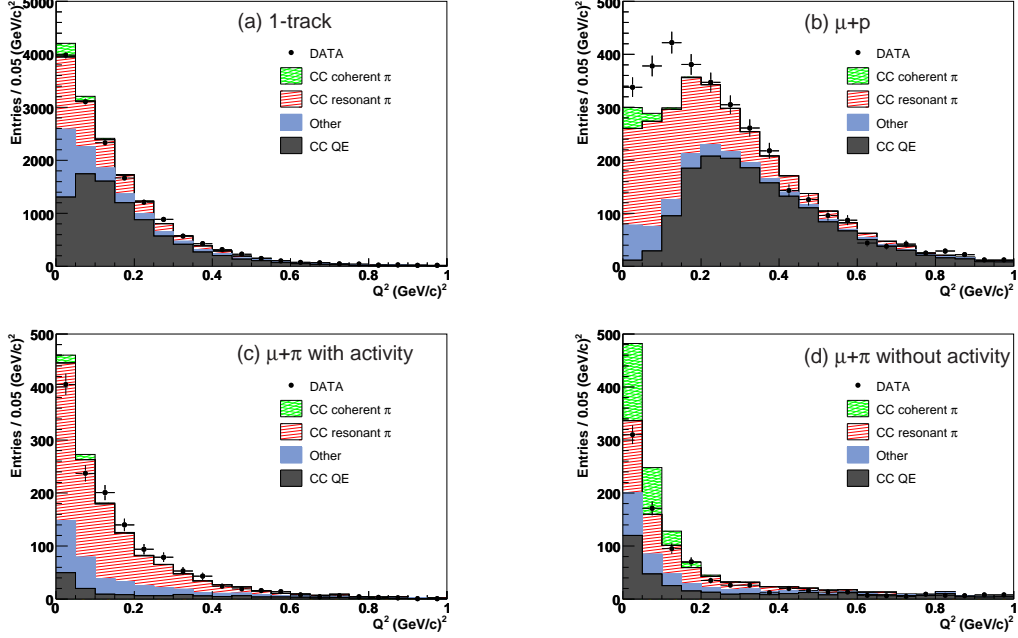 (a) 1-track
Entries / 0.05 (GeV/c)²
5000
4000
3000
2000
1000
0
DATA
CC coherent π
CC resonant π
Other
CC QE
0 0.2 0.4 0.6 0.8 1
Q² (GeV/c)²
(b) μ+p
Entries / 0.05 (GeV/c)²
500
400
300
200
100
0
DATA
CC coherent π
CC resonant π
Other
CC QE
0 0.2 0.4 0.6 0.8 1
Q² (GeV/c)²
(c) μ+π with activity
Entries / 0.05 (GeV/c)²
500
400
300
200
100
0
DATA
CC coherent π
CC resonant π
Other
CC QE
0 0.2 0.4 0.6 0.8 1
Q² (GeV/c)²
(d) μ+π without activity
Entries / 0.05 (GeV/c)²
500
400
300
200
100
0
DATA
CC coherent π
CC resonant π
Other
CC QE
0 0.2 0.4 0.6 0.8 1
Q² (GeV/c)²